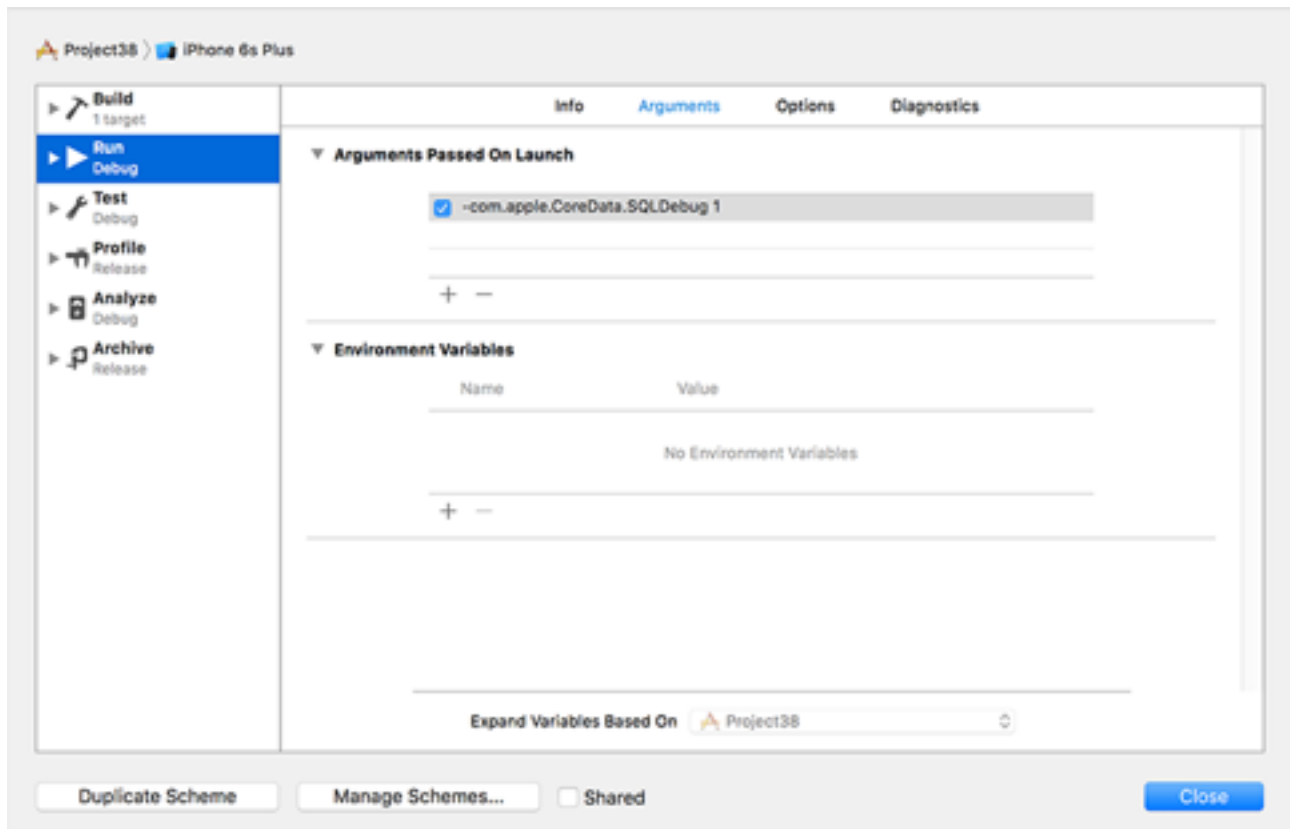 Project38 〉 iPhone 6s Plus
Build
1 target
Run
Debug
Test
Debug
Profile
Release
Analyze
Debug
Archive
Release
Info Arguments Options Diagnostics
Arguments Passed On Launch
-com.apple.CoreData.SQLDebug 1
+ −
Environment Variables
Name Value
No Environment Variables
+ −
Expand Variables Based On Project38
Duplicate Scheme Manage Schemes... Shared Close